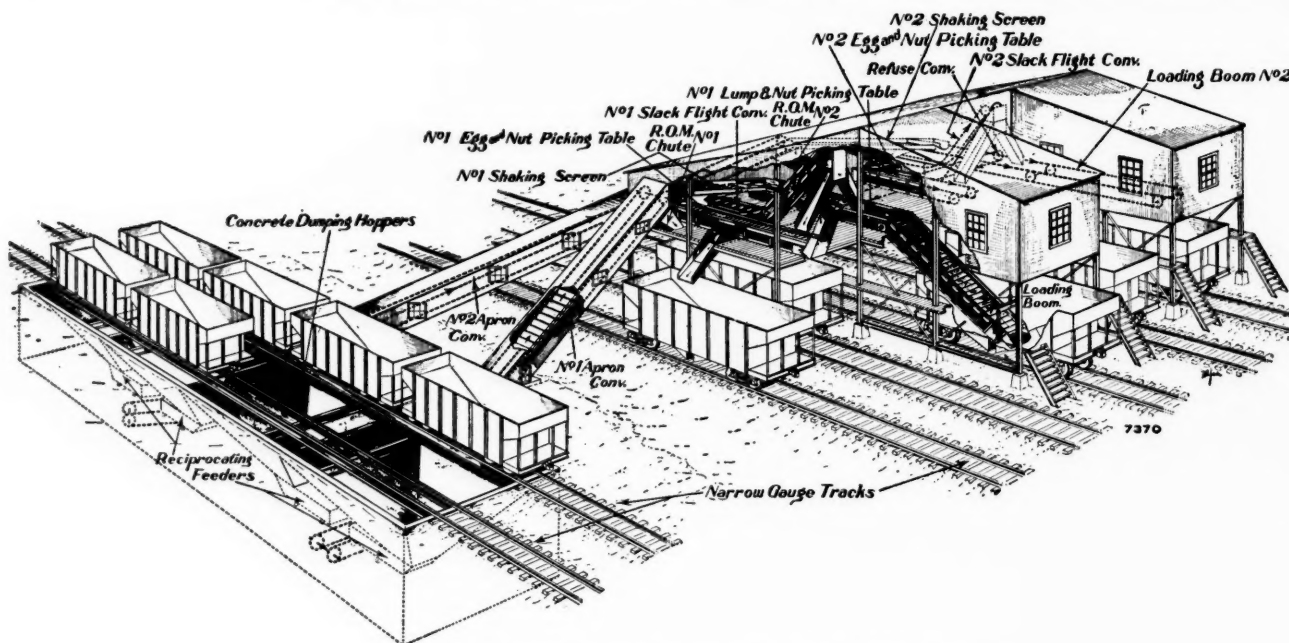 Nº2 Shaking Screen
Nº2 Egg and Nut Picking Table
Refuse Conv.
Nº2 Slack Flight Conv.
Loading Boom Nº2
Nº1 Lump & Nut Picking Table
Nº1 Slack Flight Conv.
R.O.M. Chute Nº2
Nº1 Egg and Nut Picking Table
R.O.M. Chute Nº1
Nº1 Shaking Screen
Concrete Dumping Hoppers
Nº2 Apron
Conv.
Nº1 Apron
Conv.
Loading
Boom.
7370
Reciprocating
Feeders
Narrow Gauge Tracks